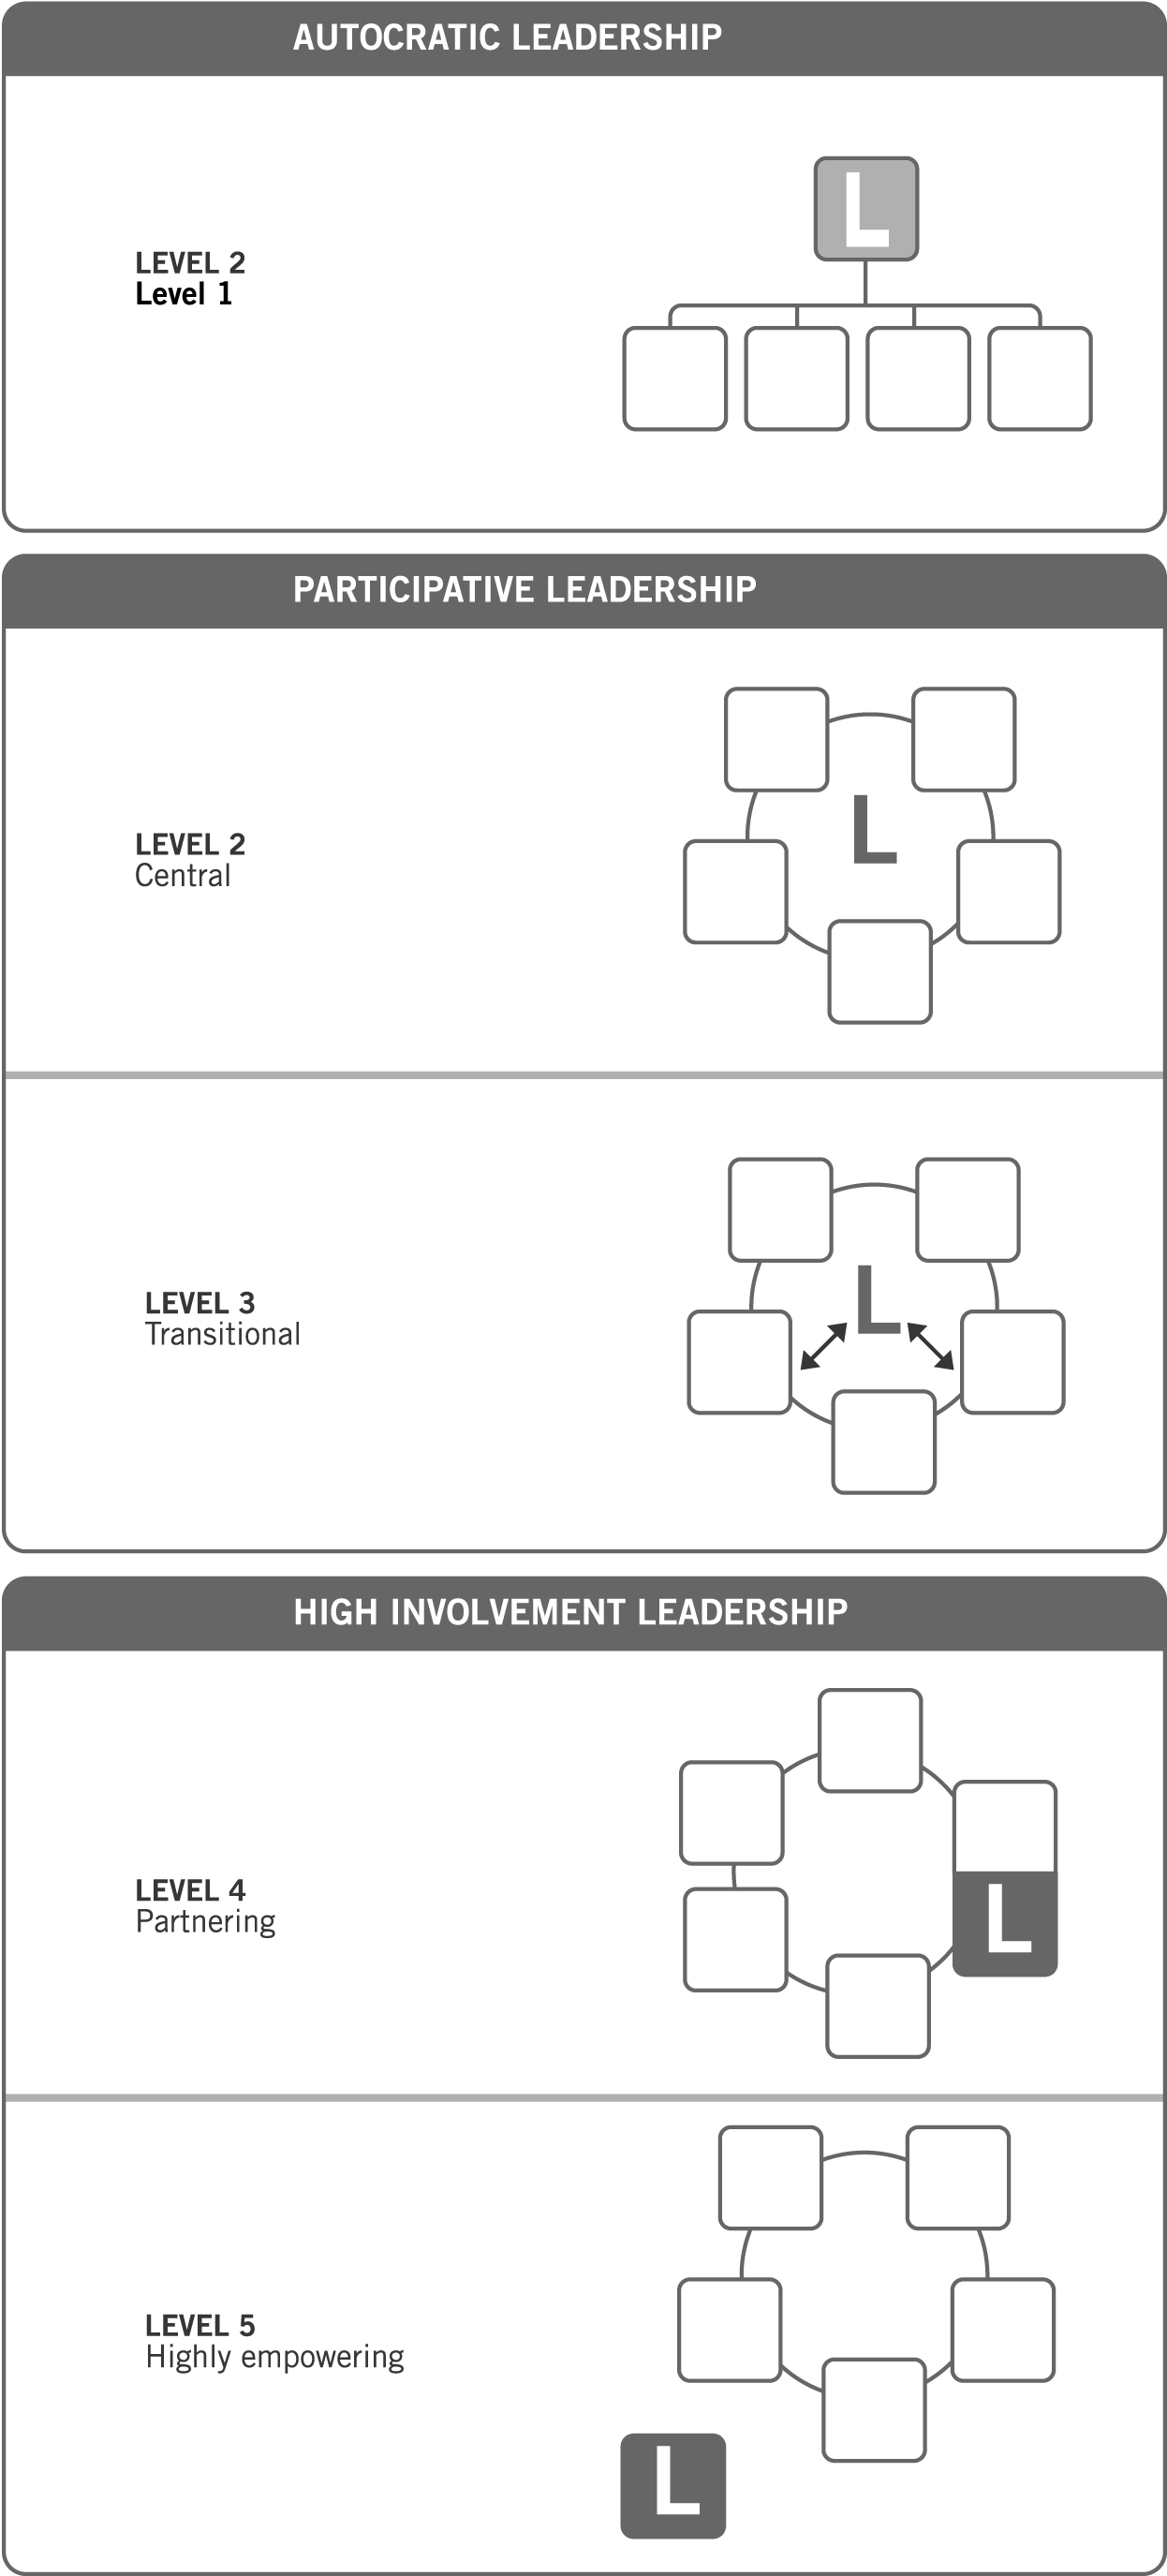 AUTOCRATIC LEADERSHIP
L
LEVEL 2
Level 1
PARTICIPATIVE LEADERSHIP
L
LEVEL 2
Central
L
LEVEL 3
Transitional
HIGH INVOLVEMENT LEADERSHIP
LEVEL 4
Partnering
L
LEVEL 5
Highly empowering
L